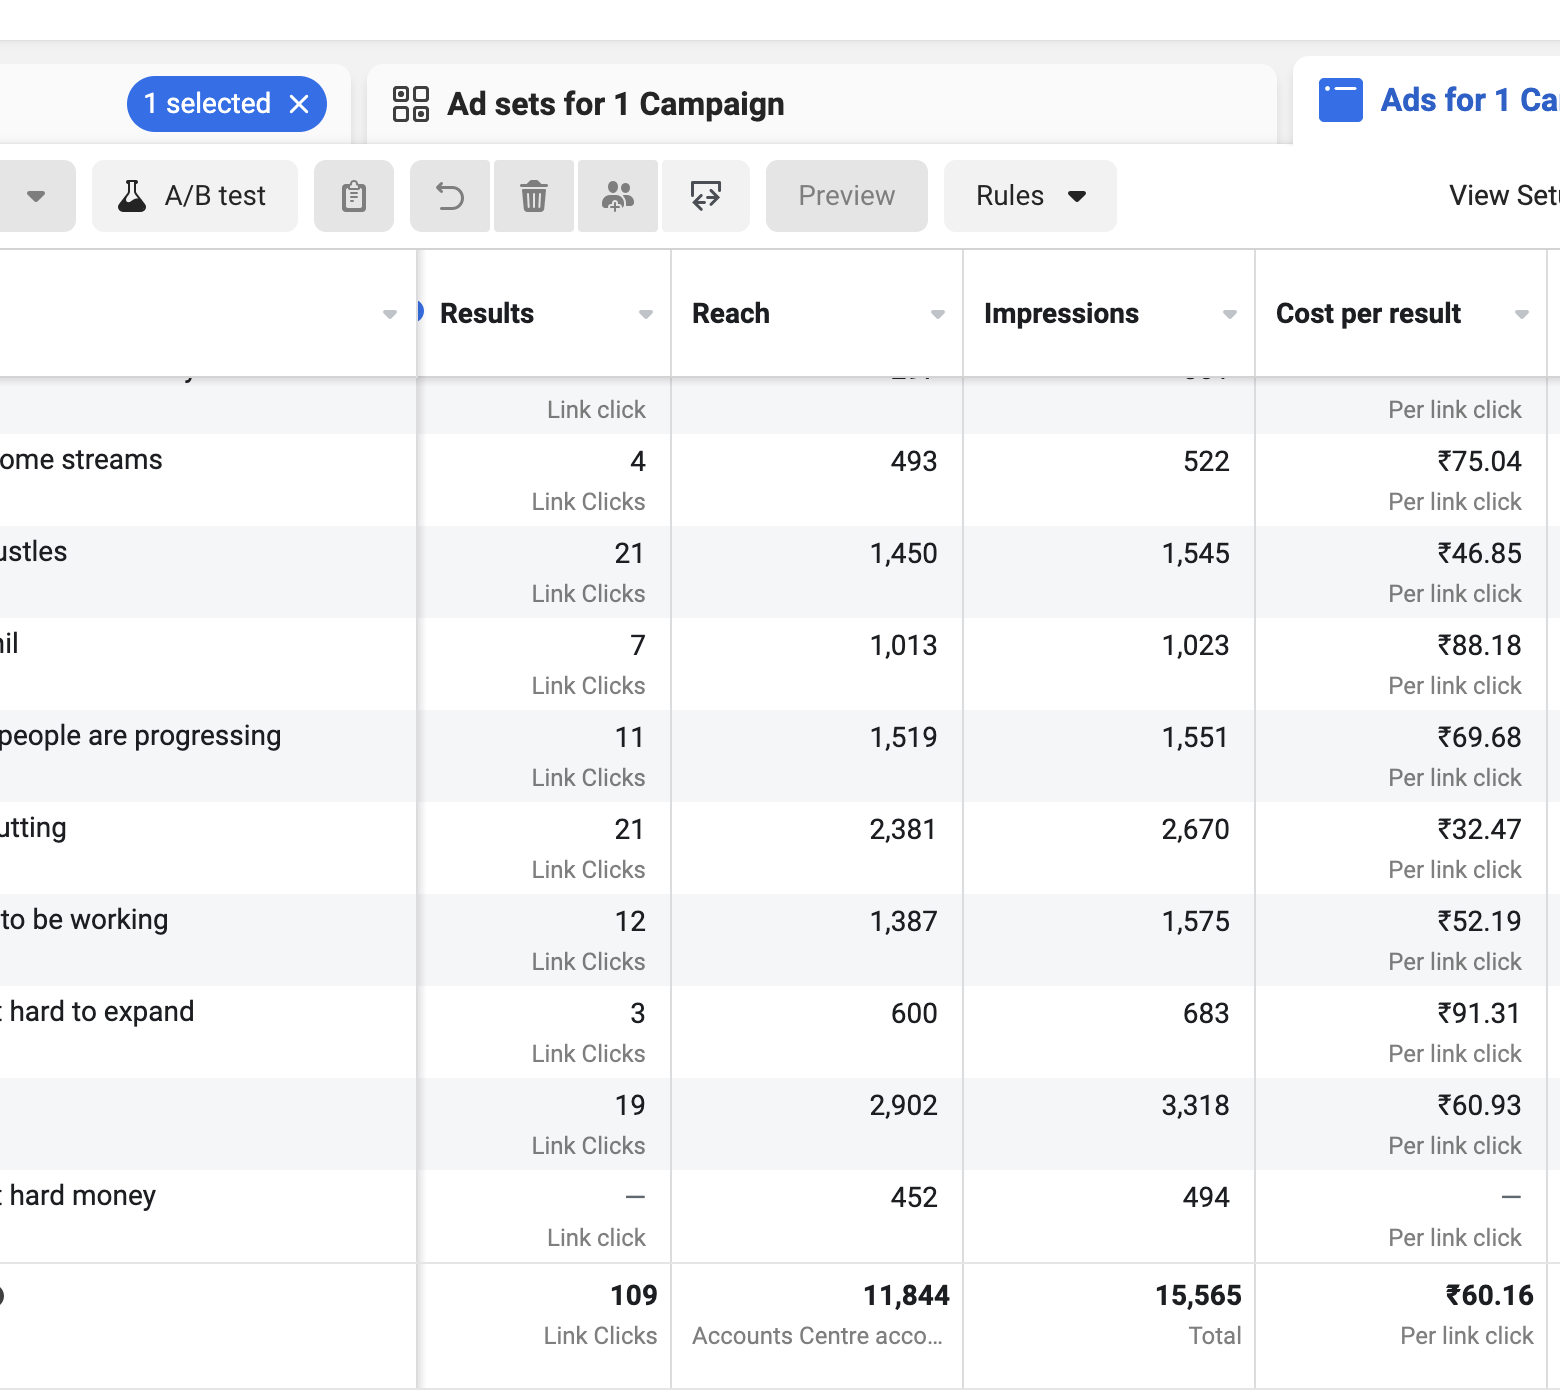 1 selected
Ad sets for 1 Campaign
Ads for 1 Ca
A/B test
Preview
Rules
View Set
Results
Reach
Impressions
Cost per result
Link click
Per link click
ome streams
4
493
522
₹75.04
Link Clicks
Per link click
ustles
21
1,450
1,545
₹46.85
Link Clicks
Per link click
il
7
1,013
1,023
₹88.18
Link Clicks
Per link click
people are progressing
11
1,519
1,551
₹69.68
Link Clicks
Per link click
utting
21
2,381
2,670
₹32.47
Link Clicks
Per link click
to be working
12
1,387
1,575
₹52.19
Link Clicks
Per link click
hard to expand
3
600
683
₹91.31
Link Clicks
Per link click
19
2,902
3,318
₹60.93
Link Clicks
Per link click
hard money
—
452
494
—
Link click
Per link click
109
11,844
15,565
₹60.16
Link Clicks
Accounts Centre acco...
Total
Per link click